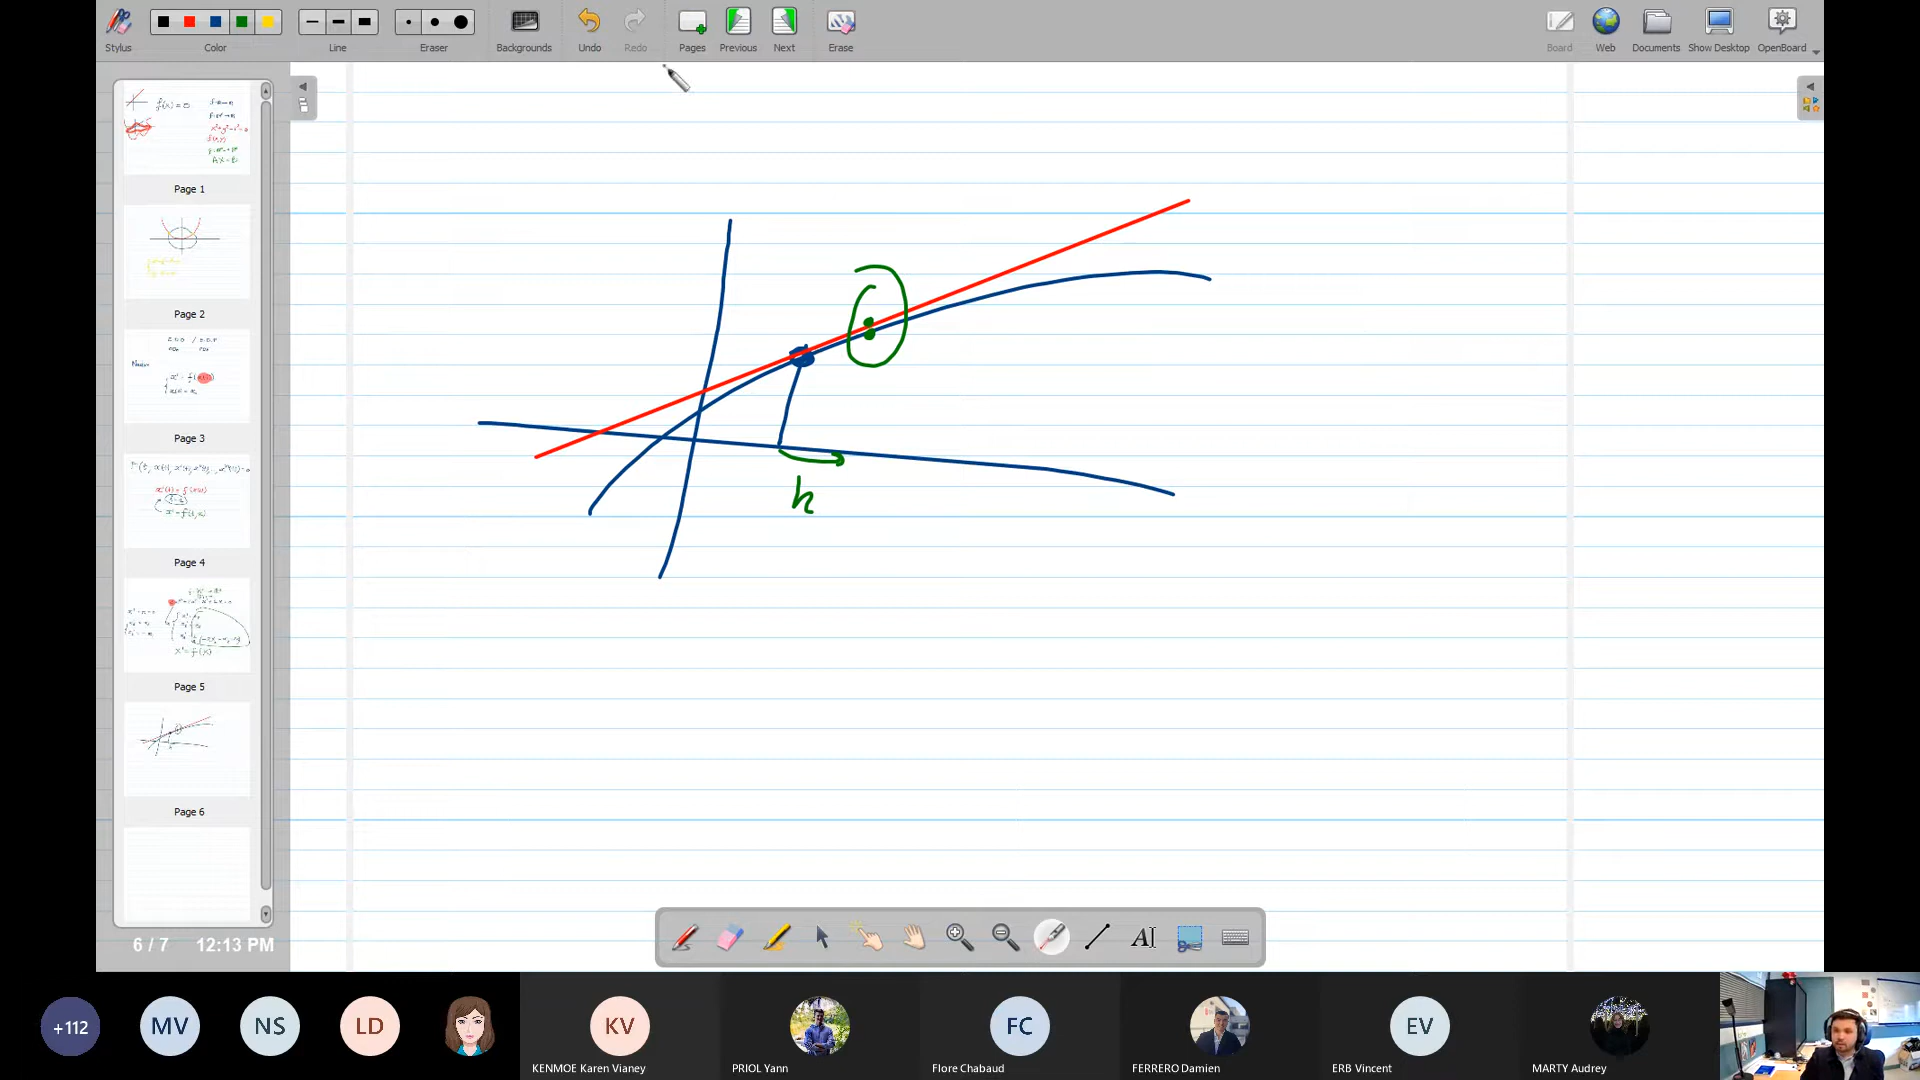 Stylus
Color
Line
Eraser
Backgrounds
Undo
Redo
Pages
Previous
Next
Erase
Board
Web
Documents
Show Desktop
OpenBoard
Page 1
Page 2
Page 3
Page 4
Page 5
Page 6
h
6 / 7 12:13 PM
+112
MV
NS
LD
KV
KENMOE Karen Vianey
PRIOL Yann
FC
Flore Chabaud
FERRERO Damien
EV
ERB Vincent
MARTY Audrey